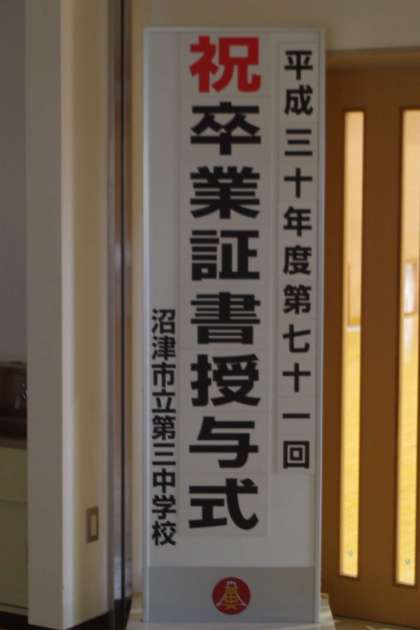 平成三十年度第七十一回
祝卒業証書授与式
沼津市立第三中学校